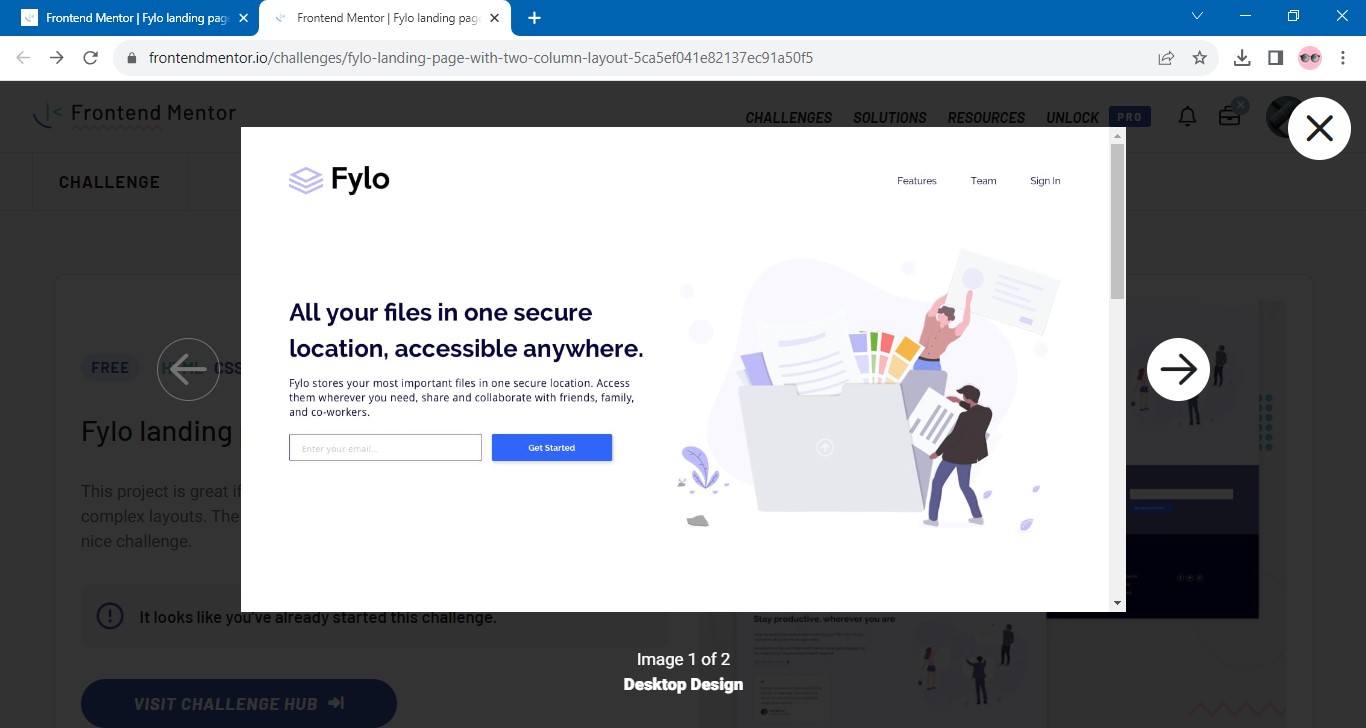 Frontend Mentor | Fylo landing page
Frontend Mentor | Fylo landing page
frontendmentor.io/challenges/fylo-landing-page-with-two-column-layout-5ca5ef041e82137ec91a50f5
Frontend Mentor
CHALLENGES SOLUTIONS RESOURCES UNLOCK PRO
CHALLENGE
Fylo
Features Team Sign In
All your files in one secure
location, accessible anywhere.
Fylo stores your most important files in one secure location. Access
them wherever you need, share and collaborate with friends, family,
and co-workers.
Enter your email...
Get Started
FREE
HTML CSS
Fylo landing
This project is great if
complex layouts. The
nice challenge.
It looks like you've already started this challenge.
VISIT CHALLENGE HUB
Stay productive, wherever you are
Image 1 of 2
Desktop Design